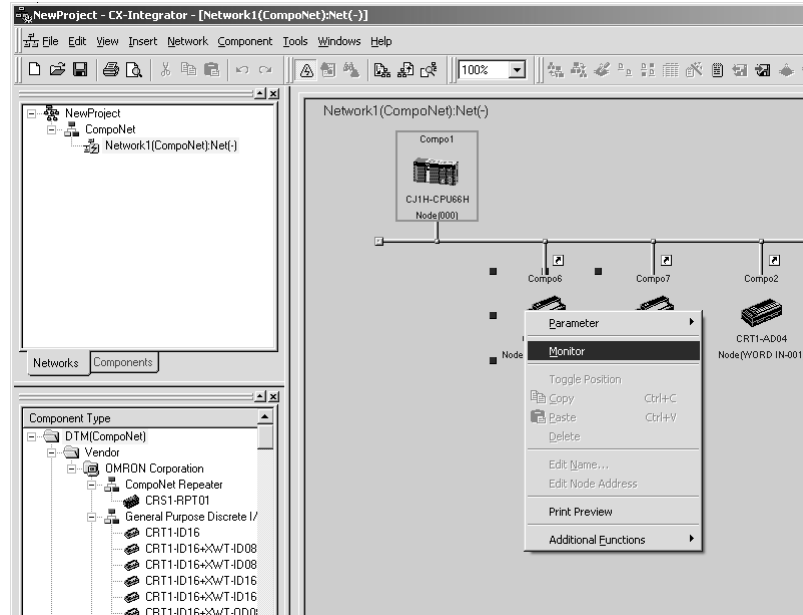 NewProject - CX-Integrator - [Network1(CompoNet):Net(-)]
File Edit View Insert Network Component Tools Windows Help
100%
NewProject
CompoNet
Network1(CompoNet):Net(-)
Networks Components
Component Type
DTM(CompoNet)
Vendor
OMRON Corporation
CompoNet Repeater
CRS1-RPT01
General Purpose Discrete I/
CRT1-ID16
CRT1-ID16+XWT-ID08
CRT1-ID16+XWT-ID08
CRT1-ID16+XWT-ID16
CRT1-ID16+XWT-ID16
CRT1-ID16+XWT-OD0
Network1(CompoNet):Net(-)
Compo1
CJ1H-CPU66H
Node(000)
Compo6 Compo7 Compo2
CRT1-AD04
Node Node(WORD IN-001
Parameter
Monitor
Toggle Position
Copy Ctrl+C
Paste Ctrl+V
Delete
Edit Name...
Edit Node Address
Print Preview
Additional Functions